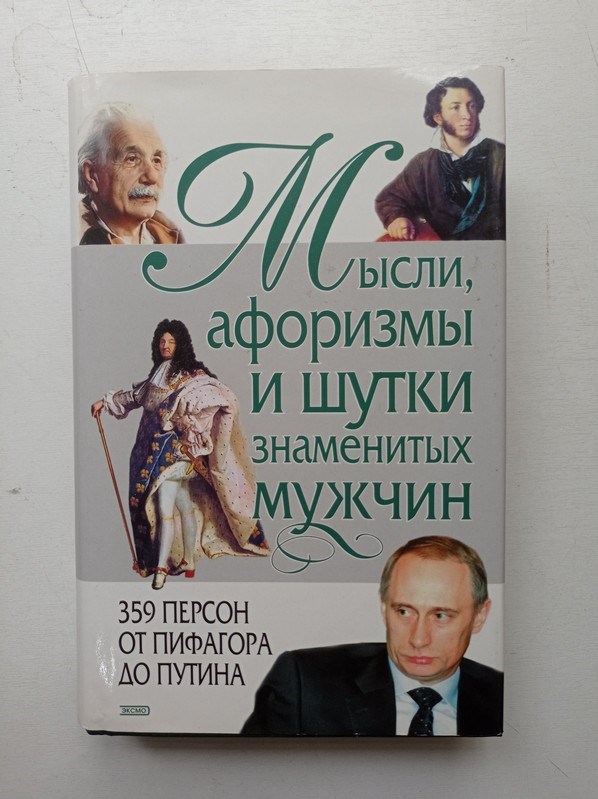 Мысли,
афоризмы
и шутки
знаменитых
мужчин
359 ПЕРСОН
ОТ ПИФАГОРА
ДО ПУТИНА
ЭКСМО